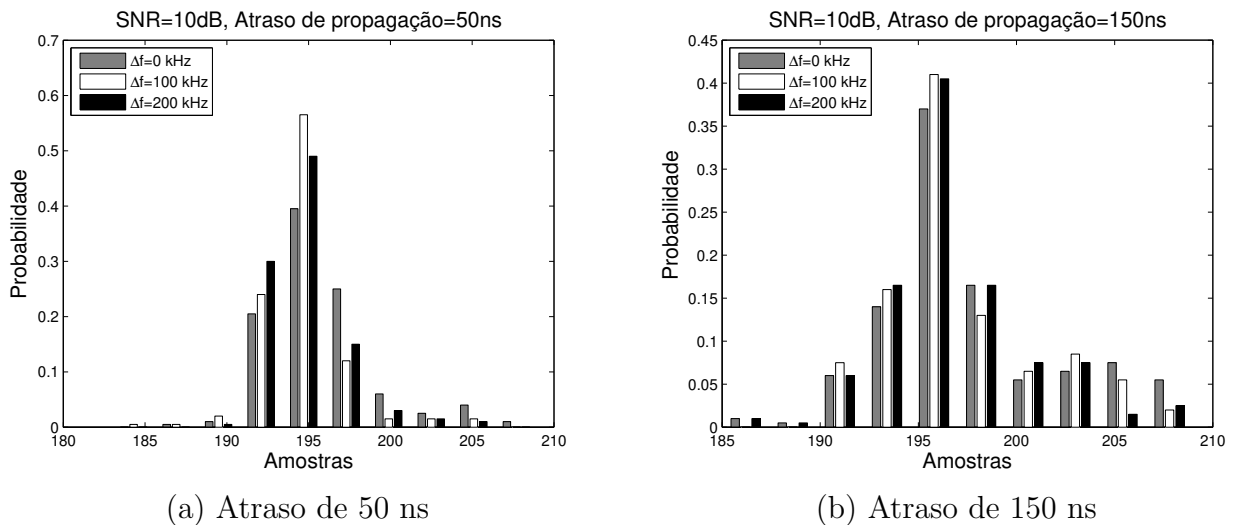 SNR=10dB, Atraso de propagação=50ns
0.7
0.6
0.5
0.4
0.3
0.2
0.1
0
Probabilidade
Δf=0 kHz
Δf=100 kHz
Δf=200 kHz
180
185
190
195
200
205
210
Amostras
(a) Atraso de 50 ns
SNR=10dB, Atraso de propagação=150ns
0.45
0.4
0.35
0.3
0.25
0.2
0.15
0.1
0.05
0
Probabilidade
Δf=0 kHz
Δf=100 kHz
Δf=200 kHz
185
190
195
200
205
210
Amostras
(b) Atraso de 150 ns